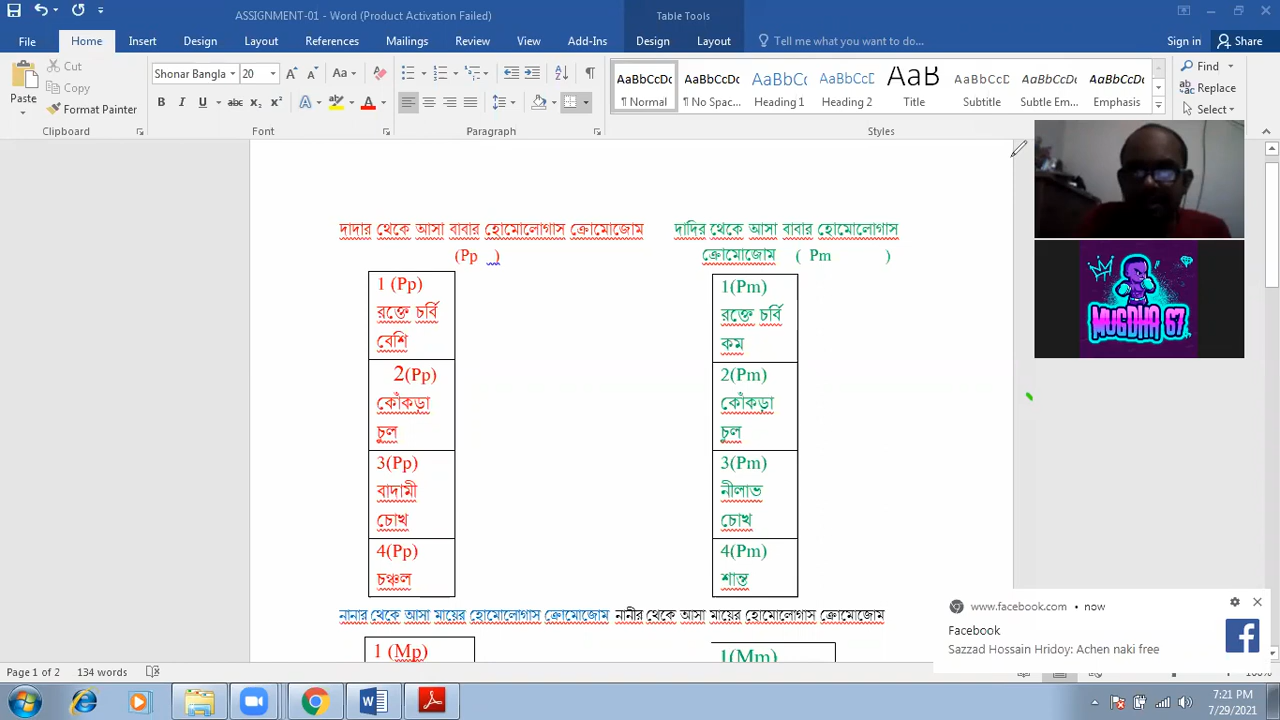 ASSIGNMENT-01 - Word (Product Activation Failed)
Table Tools
File Home Insert Design Layout References Mailings Review View Add-Ins Design Layout Tell me what you want to do... Sign in Share
Paste
Cut
Copy
Format Painter
Clipboard
Shonar Bangla 20
Font
Paragraph
AaBbCcDc AaBbCcDc AaBbCc AaBbCcD AaB AaBbCcD AaBbCcD AaBbCcDc
¶ Normal ¶ No Spac... Heading 1 Heading 2 Title Subtitle Subtle Em... Emphasis
Styles
Find
Replace
Select
দাদার থেকে আসা বাবার হোমোলোগাস ক্রোমোজোম
(Pp )
1 (Pp)
রক্তে চর্বি
বেশি
2(Pp)
কোঁকড়া
চুল
3(Pp)
বাদামী
চোখ
4(Pp)
চঞ্চল
দাদির থেকে আসা বাবার হোমোলোগাস
ক্রোমোজোম ( Pm )
1(Pm)
রক্তে চর্বি
কম
2(Pm)
কোঁকড়া
চুল
3(Pm)
নীলাভ
চোখ
4(Pm)
শান্ত
নানার থেকে আসা মায়ের হোমোলোগাস ক্রোমোজোম নানীর থেকে আসা মায়ের হোমোলোগাস ক্রোমোজোম
1 (Mp)
1(Mm)
MUGDHA 67
www.facebook.com • now
Facebook
Sazzad Hossain Hridoy: Achen naki free
Page 1 of 2 134 words
7:21 PM
7/29/2021